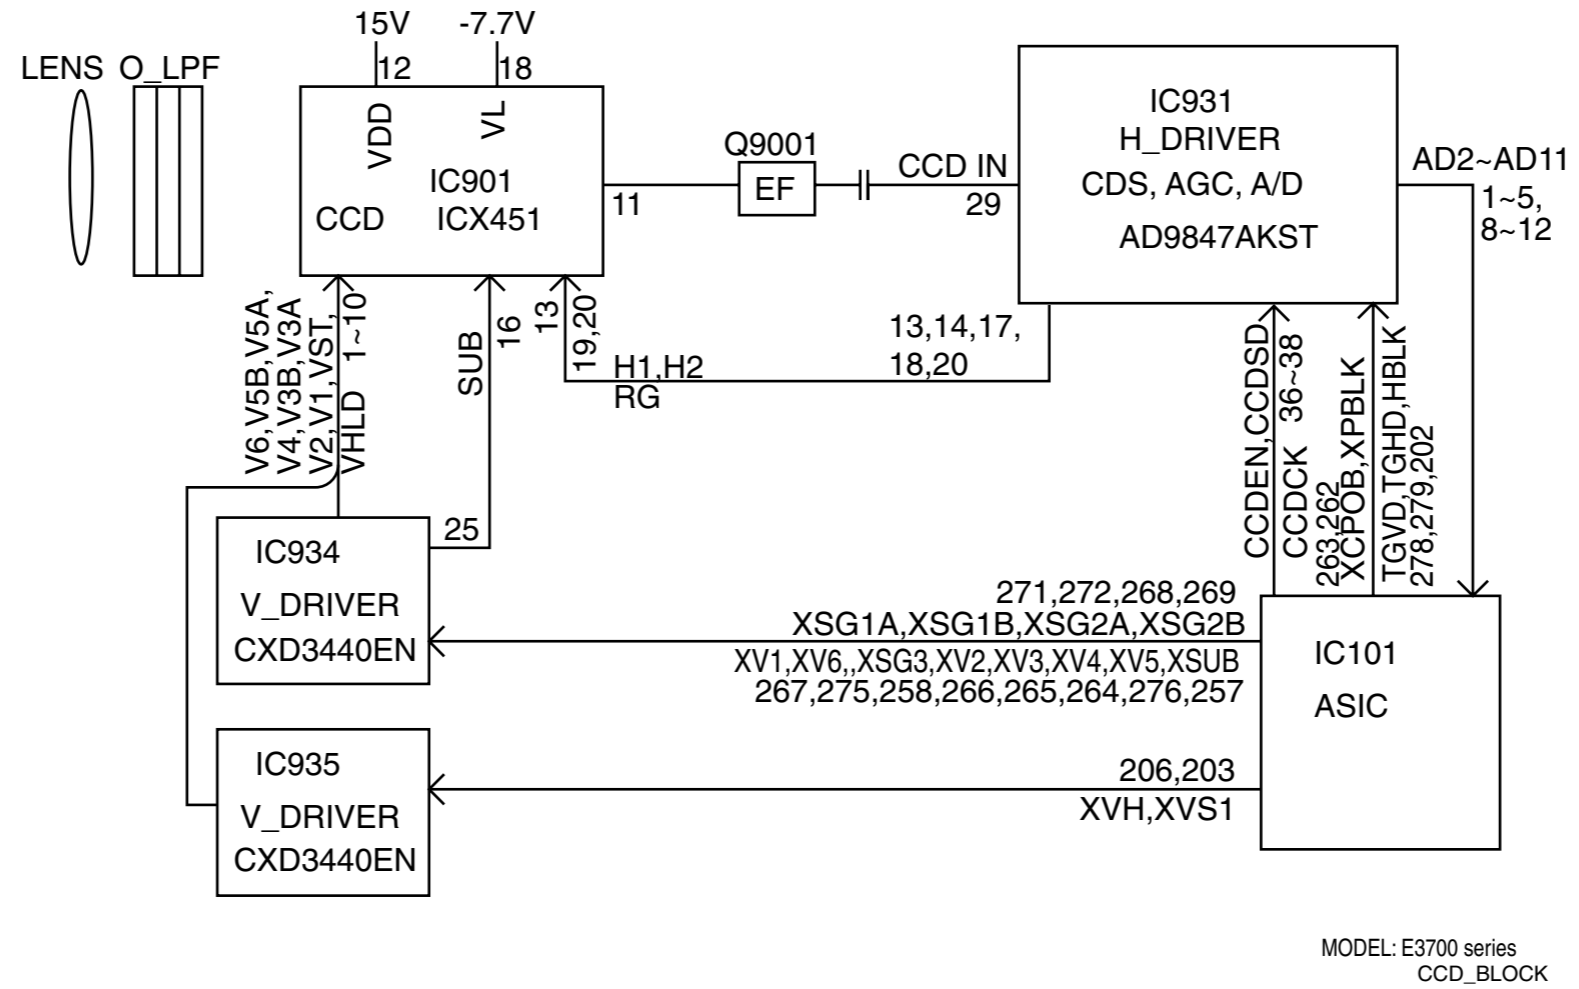 15V
-7.7V
LENS
O_LPF
12
18
VDD
VL
IC901
CCD
ICX451
11
Q9001
EF
CCD IN
29
IC931
H_DRIVER
CDS, AGC, A/D
AD9847AKST
AD2~AD11
1~5,
8~12
V6,V5B,V5A,
V4,V3B,V3A
V2,V1,VST,
VHLD 1~10
SUB
16
13
19,20
H1,H2
RG
13,14,17,
18,20
CCDEN,CCDSD
CCDCK 36~38
263,262
XCPOB,XPBLK
TGVD,TGHD,HBLK
278,279,202
25
IC934
V_DRIVER
CXD3440EN
271,272,268,269
XSG1A,XSG1B,XSG2A,XSG2B
XV1,XV6,,XSG3,XV2,XV3,XV4,XV5,XSUB
267,275,258,266,265,264,276,257
IC101
ASIC
IC935
V_DRIVER
CXD3440EN
206,203
XVH,XVS1
MODEL: E3700 series
CCD_BLOCK